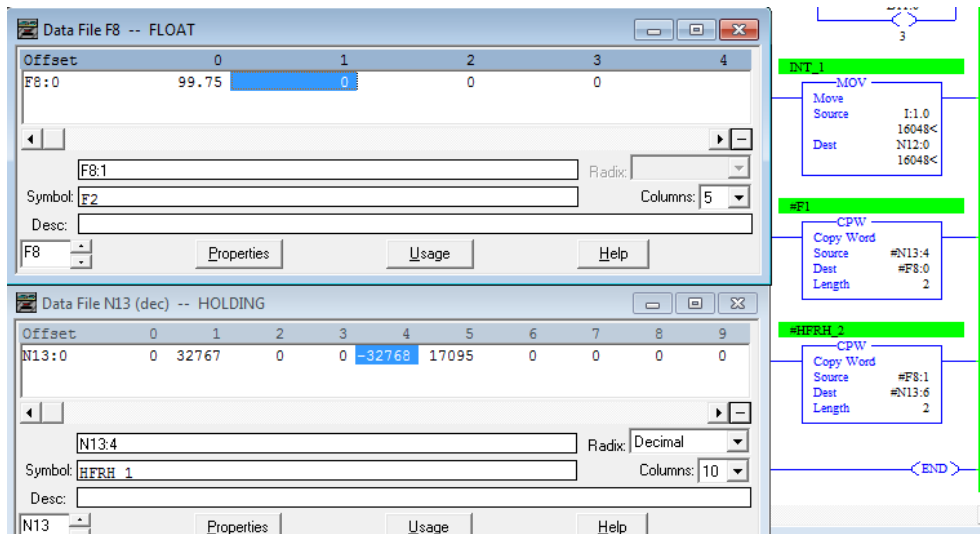 Data File F8 -- FLOAT
Offset 0 1 2 3 4
F8:0 99.75 0 0 0
F8:1
Radix:
Symbol: F2
Columns: 5
Desc:
F8
Properties
Usage
Help
Data File N13 (dec) -- HOLDING
Offset 0 1 2 3 4 5 6 7 8 9
N13:0 0 32767 0 0 -32768 17095 0 0 0 0
N13:4
Radix: Decimal
Symbol: HFRH_1
Columns: 10
Desc:
N13
Properties
Usage
Help
3
INT_1
MOV
Move
Source I:1.0
16048<
Dest N12:0
16048<
#F1
CPW
Copy Word
Source #N13:4
Dest #F8:0
Length 2
#HFRH_2
CPW
Copy Word
Source #F8:1
Dest #N13:6
Length 2
END